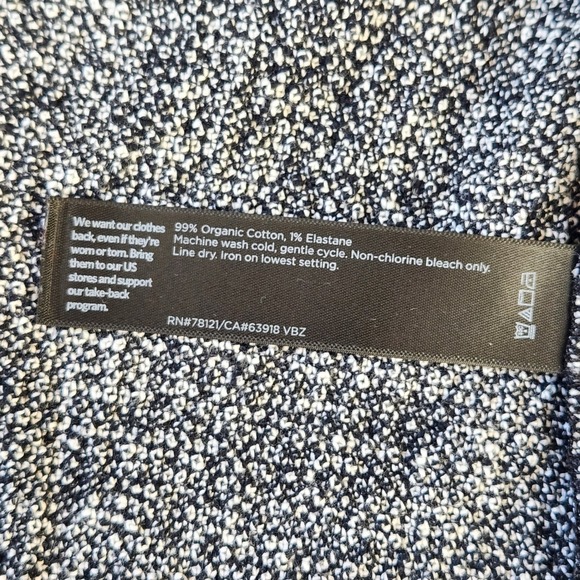 We want our clothes
back, even if they're
worn or torn. Bring
them to our US
stores and support
our take-back
program.
99% Organic Cotton, 1% Elastane
Machine wash cold, gentle cycle. Non-chlorine bleach only.
Line dry. Iron on lowest setting.
RN#78121/CA#63918 VBZ